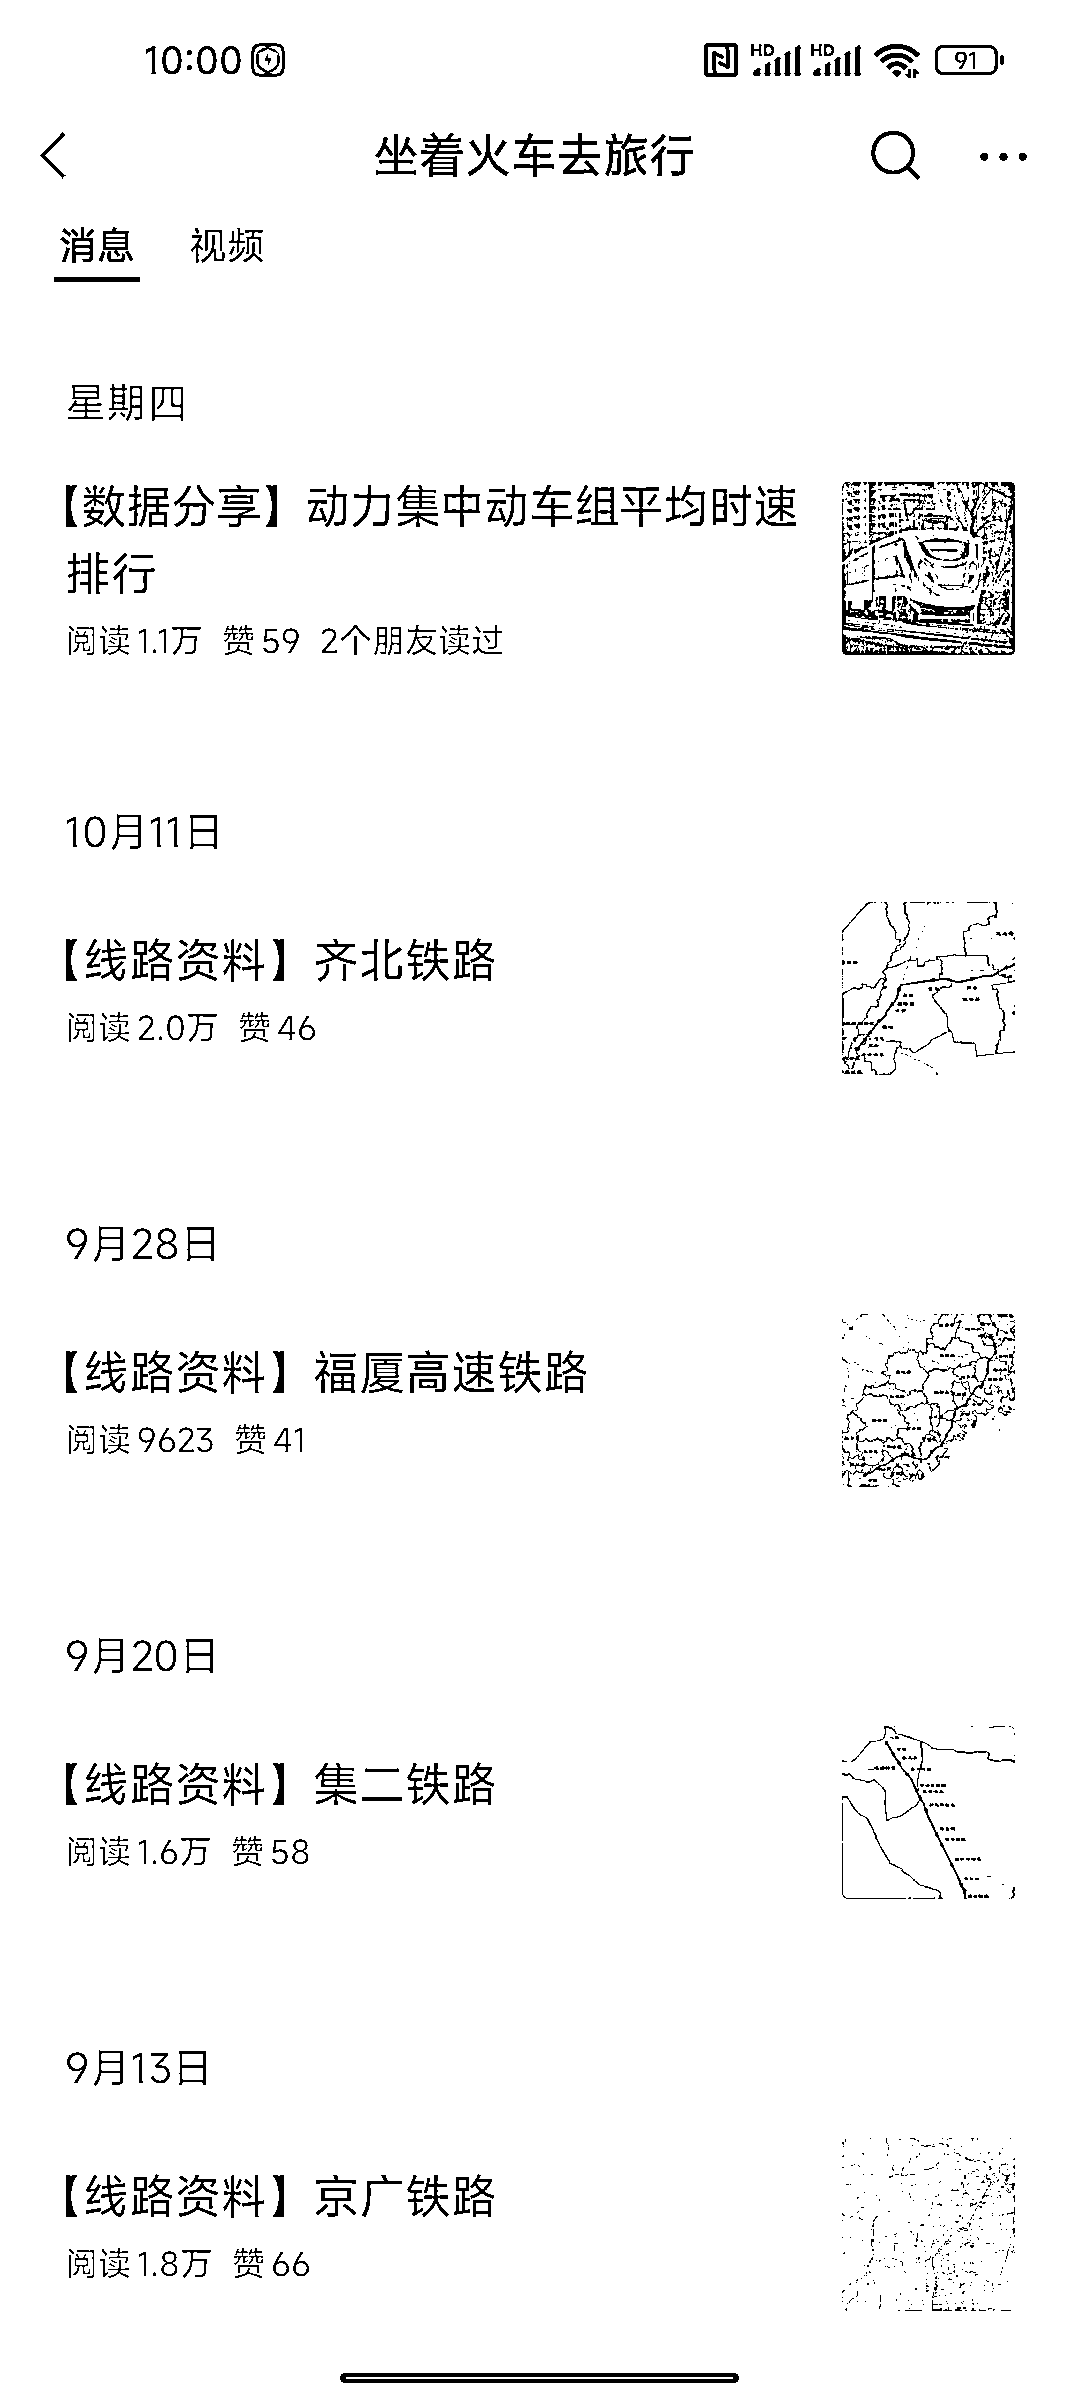 10:00 HD HD 91
坐着火车去旅行
消息 视频
星期四
【数据分享】动力集中动车组平均时速
排行
阅读 1.1万 赞 59 2个朋友读过
10月11日
【线路资料】齐北铁路
阅读 2.0万 赞 46
9月28日
【线路资料】福厦高速铁路
阅读 9623 赞 41
9月20日
【线路资料】集二铁路
阅读 1.6万 赞 58
9月13日
【线路资料】京广铁路
阅读 1.8万 赞 66